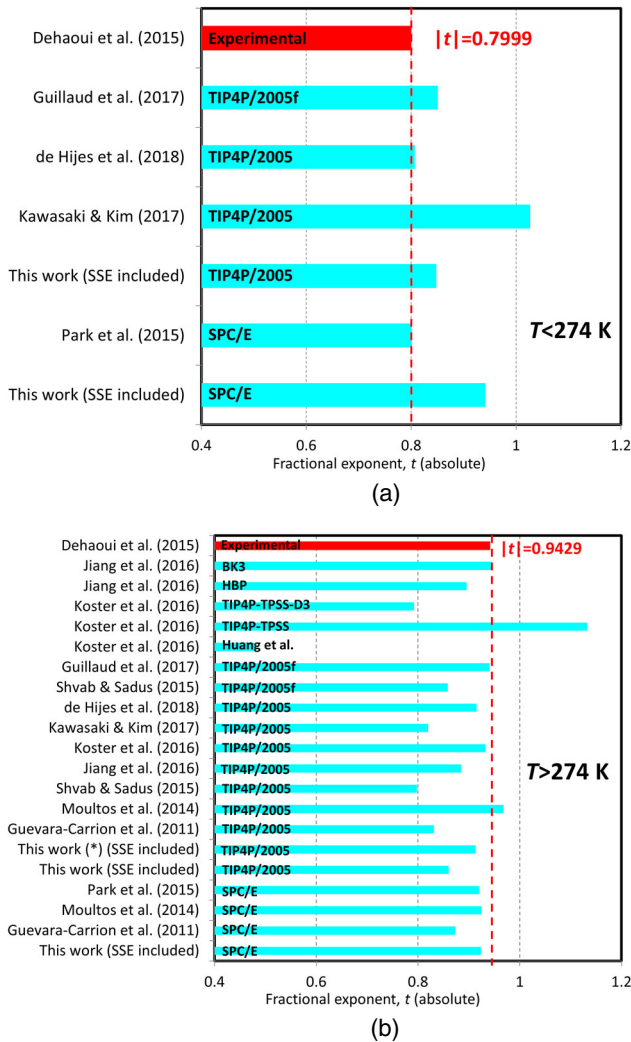 Dehaoui et al. (2015) Experimental |t|=0.7999
Guillaud et al. (2017) TIP4P/2005f
de Hijes et al. (2018) TIP4P/2005
Kawasaki & Kim (2017) TIP4P/2005
This work (SSE included) TIP4P/2005
Park et al. (2015) SPC/E
T<274 K
This work (SSE included) SPC/E
0.4 0.6 0.8 1 1.2
Fractional exponent, t (absolute)
(a)
Dehaoui et al. (2015) Experimental |t|=0.9429
Jiang et al. (2016) BK3
Jiang et al. (2016) HBP
Koster et al. (2016) TIP4P-TPSS-D3
Koster et al. (2016) TIP4P-TPSS
Koster et al. (2016) Huang et al.
Guillaud et al. (2017) TIP4P/2005f
Shvab & Sadus (2015) TIP4P/2005f
de Hijes et al. (2018) TIP4P/2005
Kawasaki & Kim (2017) TIP4P/2005
Koster et al. (2016) TIP4P/2005
Jiang et al. (2016) TIP4P/2005
T>274 K
Shvab & Sadus (2015) TIP4P/2005
Moultos et al. (2014) TIP4P/2005
Guevara-Carrion et al. (2011) TIP4P/2005
This work (*) (SSE included) TIP4P/2005
This work (SSE included) TIP4P/2005
Park et al. (2015) SPC/E
Moultos et al. (2014) SPC/E
Guevara-Carrion et al. (2011) SPC/E
This work (SSE included) SPC/E
0.4 0.6 0.8 1 1.2
Fractional exponent, t (absolute)
(b)